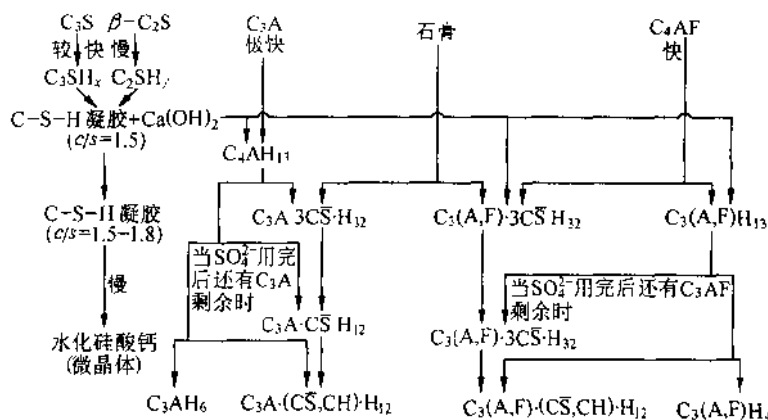 C₃S β−C₂S C₃A 石膏 C₄AF
较快 慢 极快 快
C₃SHₓ C₂SHᵧ
C-S-H 凝胶+Ca(OH)₂
(c/s=1.5)
C₄AH₁₃
C-S-H 凝胶
(c/s=1.5-1.8)
C₃A 3CS̅·H₃₂ C₃(A,F)·3CS̅ H₃₂ C₃(A,F)H₁₃
当SO₄²⁻用完
后还有C₃A
剩余时
当SO₄²⁻用完后还有C₃AF
剩余时
慢
C₃A·CS̅ H₁₂
C₃(A,F)·3CS̅·H₃₂
水化硅酸钙
(微晶体)
C₃AH₆ C₃A·(CS̅,CH)·H₁₂ C₃(A,F)·(CS̅,CH)·H₁₂ C₃(A,F)H